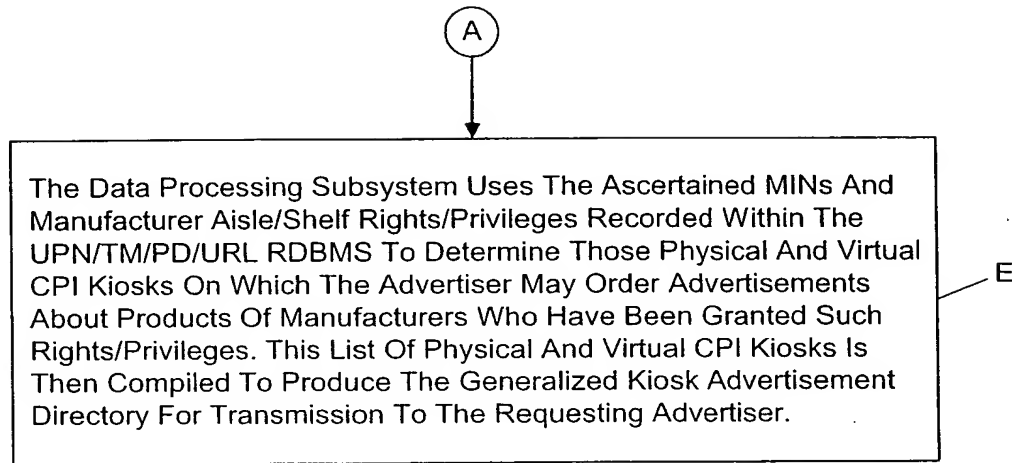 A
The Data Processing Subsystem Uses The Ascertained MINs And
Manufacturer Aisle/Shelf Rights/Privileges Recorded Within The
UPN/TM/PD/URL RDBMS To Determine Those Physical And Virtual
CPI Kiosks On Which The Advertiser May Order Advertisements
About Products Of Manufacturers Who Have Been Granted Such
Rights/Privileges. This List Of Physical And Virtual CPI Kiosks Is
Then Compiled To Produce The Generalized Kiosk Advertisement
Directory For Transmission To The Requesting Advertiser.
E